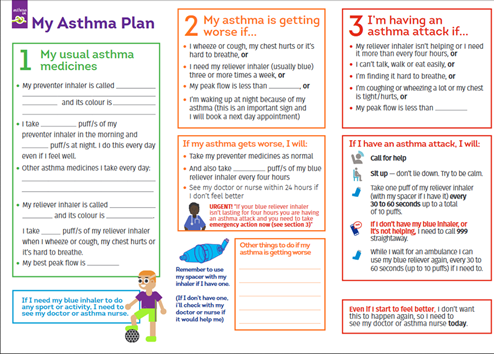 My Asthma Plan
1 My usual asthma
medicines
• My preventer inhaler is called
and its colour is
• I take puff/s of my
preventer inhaler in the morning and
puff/s at night. I do this every day
even if I feel well.
• Other asthma medicines I take every day:
• My reliever inhaler is called
and its colour is
I take puff/s of my reliever inhaler
when I wheeze or cough, my chest hurts or it's
hard to breathe.
• My best peak flow is
If I need my blue inhaler to do
any sport or activity, I need to
see my doctor or asthma nurse.
2 My asthma is getting
worse if...
• I wheeze or cough, my chest hurts or it's
hard to breathe, or
• I need my reliever inhaler (usually blue)
three or more times a week, or
• My peak flow is less than , or
• I'm waking up at night because of my
asthma (this is an important sign and
I will book a next day appointment)
If my asthma gets worse, I will:
• Take my preventer medicines as normal
• And also take puff/s of my blue
reliever inhaler every four hours
• See my doctor or nurse within 24 hours if
I don't feel better
URGENT! "If your blue reliever inhaler
isn't lasting for four hours you are having
an asthma attack and you need to take
emergency action now (see section 3)"
Remember to use
my spacer with my
inhaler if I have one.
(If I don't have one,
I'll check with my
doctor or nurse if
it would help me)
Other things to do if my
asthma is getting worse
3 I'm having an
asthma attack if...
• My reliever inhaler isn't helping or I need
it more than every four hours, or
• I can't talk, walk or eat easily, or
• I'm finding it hard to breathe, or
• I'm coughing or wheezing a lot or my chest
is tight/hurts, or
• My peak flow is less than
If I have an asthma attack, I will:
Call for help
Sit up — don't lie down. Try to be calm.
Take one puff of my reliever inhaler
(with my spacer if I have it) every
30 to 60 seconds up to a total
of 10 puffs.
If I don't have my blue inhaler, or
it's not helping, I need to call 999
straightaway.
While I wait for an ambulance I can
use my blue reliever again, every 30 to
60 seconds (up to 10 puffs) if I need to.
Even if I start to feel better, I don't want
this to happen again, so I need to
see my doctor or asthma nurse today.